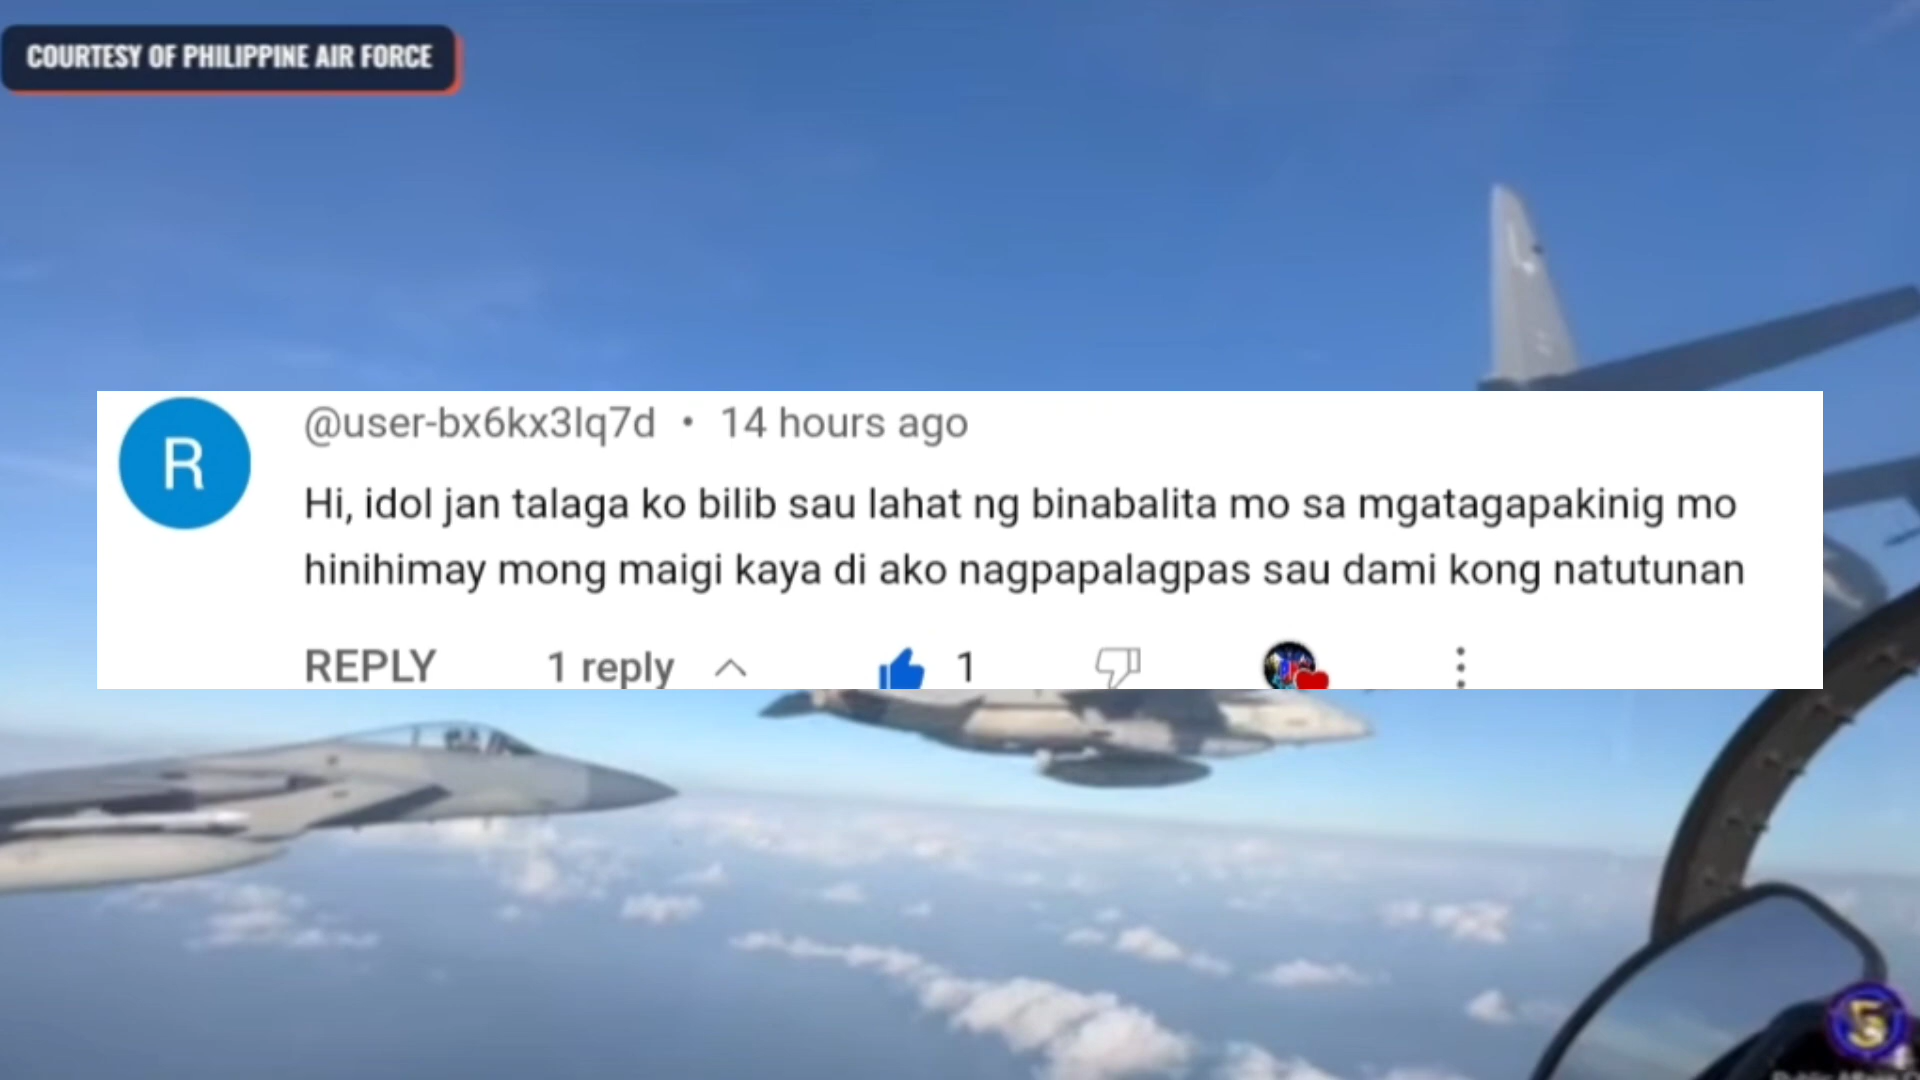 COURTESY OF PHILIPPINE AIR FORCE
R
@user-bx6kx3lq7d • 14 hours ago
Hi, idol jan talaga ko bilib sau lahat ng binabalita mo sa mgatagapakinig mo
hinihimay mong maigi kaya di ako nagpapalagpas sau dami kong natutunan
REPLY 1 reply 1
5